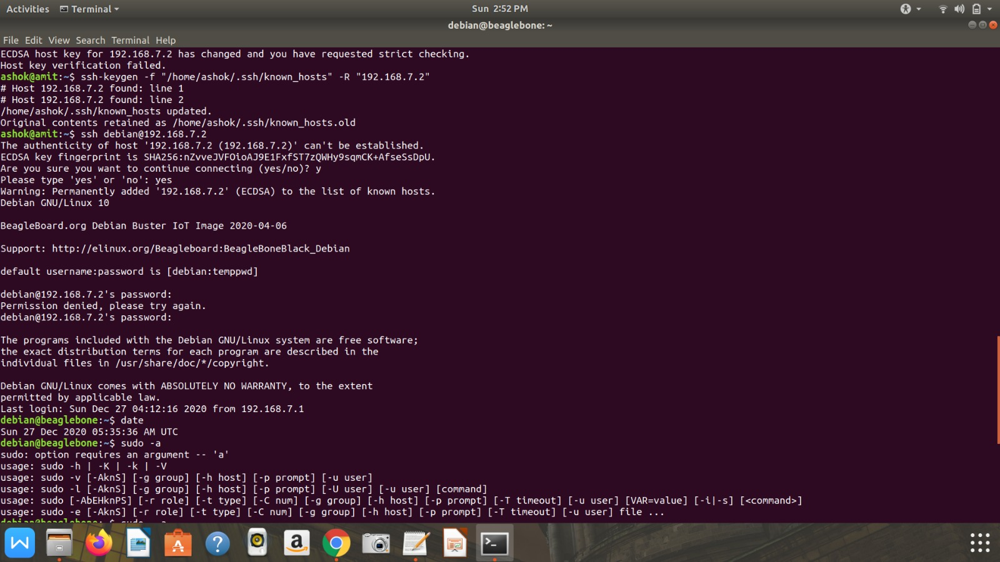 Activities Terminal Sun 2:52 PM
debian@beaglebone: ~
File Edit View Search Terminal Help
ECDSA host key for 192.168.7.2 has changed and you have requested strict checking.
Host key verification failed.
ashok@amit:~$ ssh-keygen -f "/home/ashok/.ssh/known_hosts" -R "192.168.7.2"
# Host 192.168.7.2 found: line 1
# Host 192.168.7.2 found: line 2
/home/ashok/.ssh/known_hosts updated.
Original contents retained as /home/ashok/.ssh/known_hosts.old
ashok@amit:~$ ssh debian@192.168.7.2
The authenticity of host '192.168.7.2 (192.168.7.2)' can't be established.
ECDSA key fingerprint is SHA256:nZvveJVFOioAJ9E1FxfST7zQWHy9sqmCK+AfseSsDpU.
Are you sure you want to continue connecting (yes/no)? y
Please type 'yes' or 'no': yes
Warning: Permanently added '192.168.7.2' (ECDSA) to the list of known hosts.
Debian GNU/Linux 10
BeagleBoard.org Debian Buster IoT Image 2020-04-06
Support: http://elinux.org/Beagleboard:BeagleBoneBlack_Debian
default username:password is [debian:temppwd]
debian@192.168.7.2's password:
Permission denied, please try again.
debian@192.168.7.2's password:
The programs included with the Debian GNU/Linux system are free software;
the exact distribution terms for each program are described in the
individual files in /usr/share/doc/*/copyright.
Debian GNU/Linux comes with ABSOLUTELY NO WARRANTY, to the extent
permitted by applicable law.
Last login: Sun Dec 27 04:12:16 2020 from 192.168.7.1
debian@beaglebone:~$ date
Sun 27 Dec 2020 05:35:36 AM UTC
debian@beaglebone:~$ sudo -a
sudo: option requires an argument -- 'a'
usage: sudo -h | -K | -k | -V
usage: sudo -v [-AknS] [-g group] [-h host] [-p prompt] [-u user]
usage: sudo -l [-AknS] [-g group] [-h host] [-p prompt] [-U user] [-u user] [command]
usage: sudo [-AbEHknPS] [-r role] [-t type] [-C num] [-g group] [-h host] [-p prompt] [-T timeout] [-u user] [VAR=value] [-i|-s] [<command>]
usage: sudo -e [-AknS] [-r role] [-t type] [-C num] [-g group] [-h host] [-p prompt] [-T timeout] [-u user] file ...